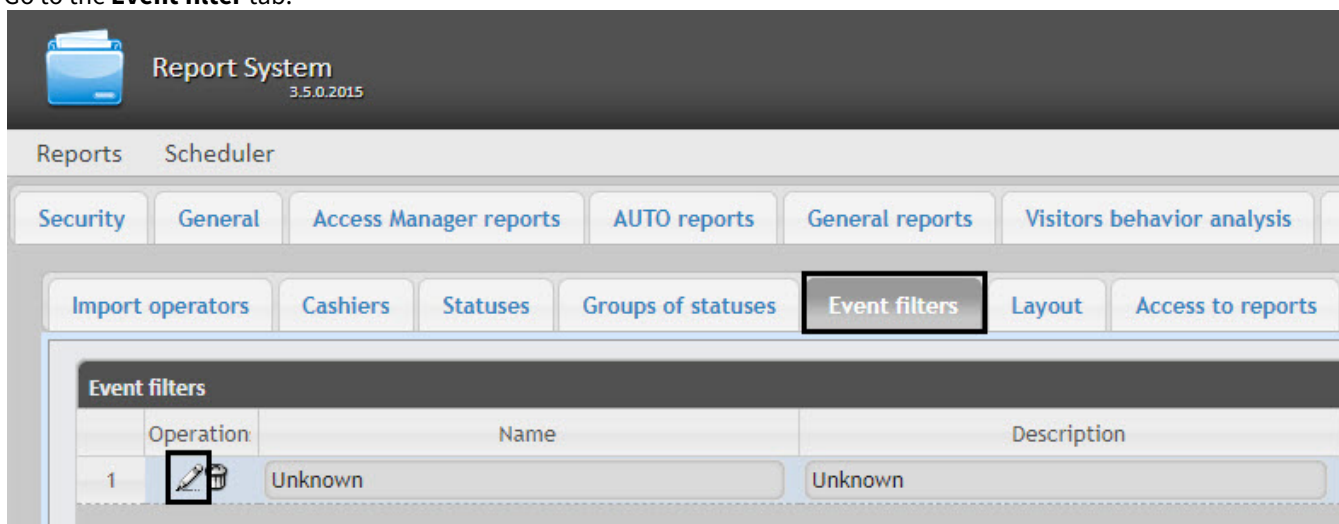 Go to the Event filter tab.
Report System
3.5.0.2015
Reports Scheduler
Security General Access Manager reports AUTO reports General reports Visitors behavior analysis
Import operators Cashiers Statuses Groups of statuses Event filters Layout Access to reports
Event filters
Operation Name Description
1 Unknown Unknown